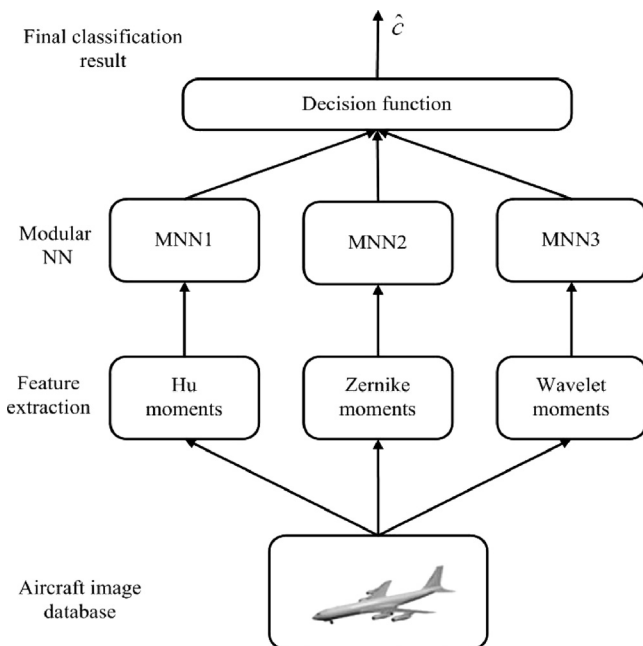 Final classification
result
ĉ
Decision function
Modular
NN
MNN1
MNN2
MNN3
Feature
extraction
Hu
moments
Zernike
moments
Wavelet
moments
Aircraft image
database